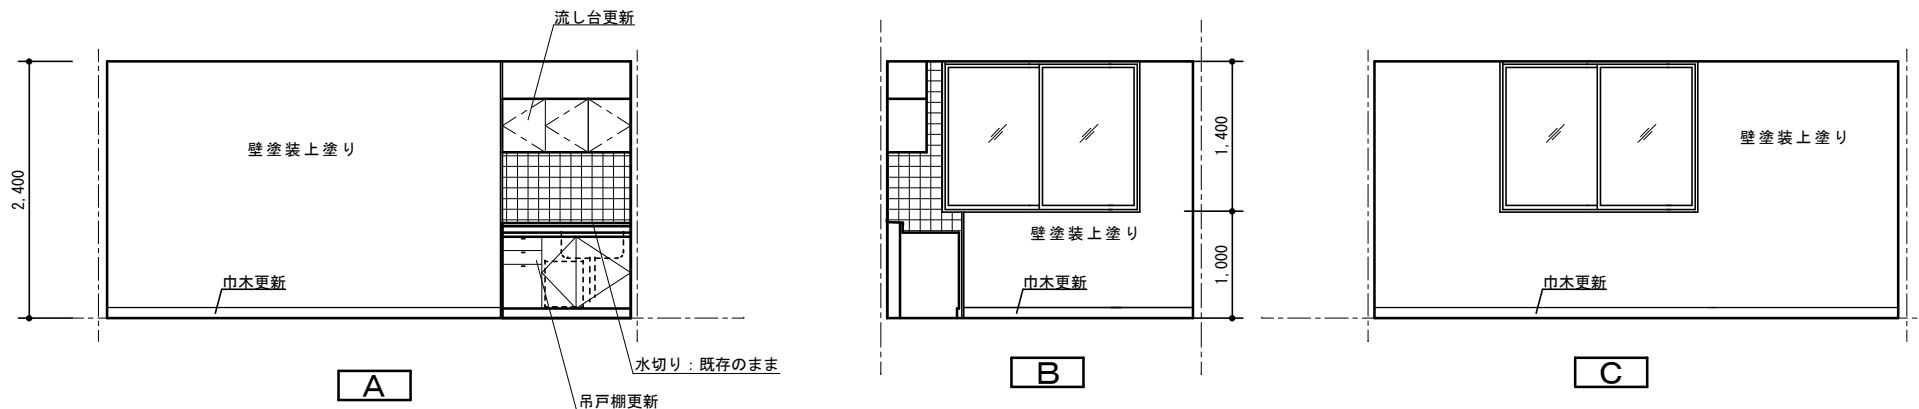 流し台更新
2,400
壁塗装上塗り
巾木更新
水切り：既存のまま
吊戸棚更新
A
1,400
1,000
壁塗装上塗り
巾木更新
B
壁塗装上塗り
巾木更新
C